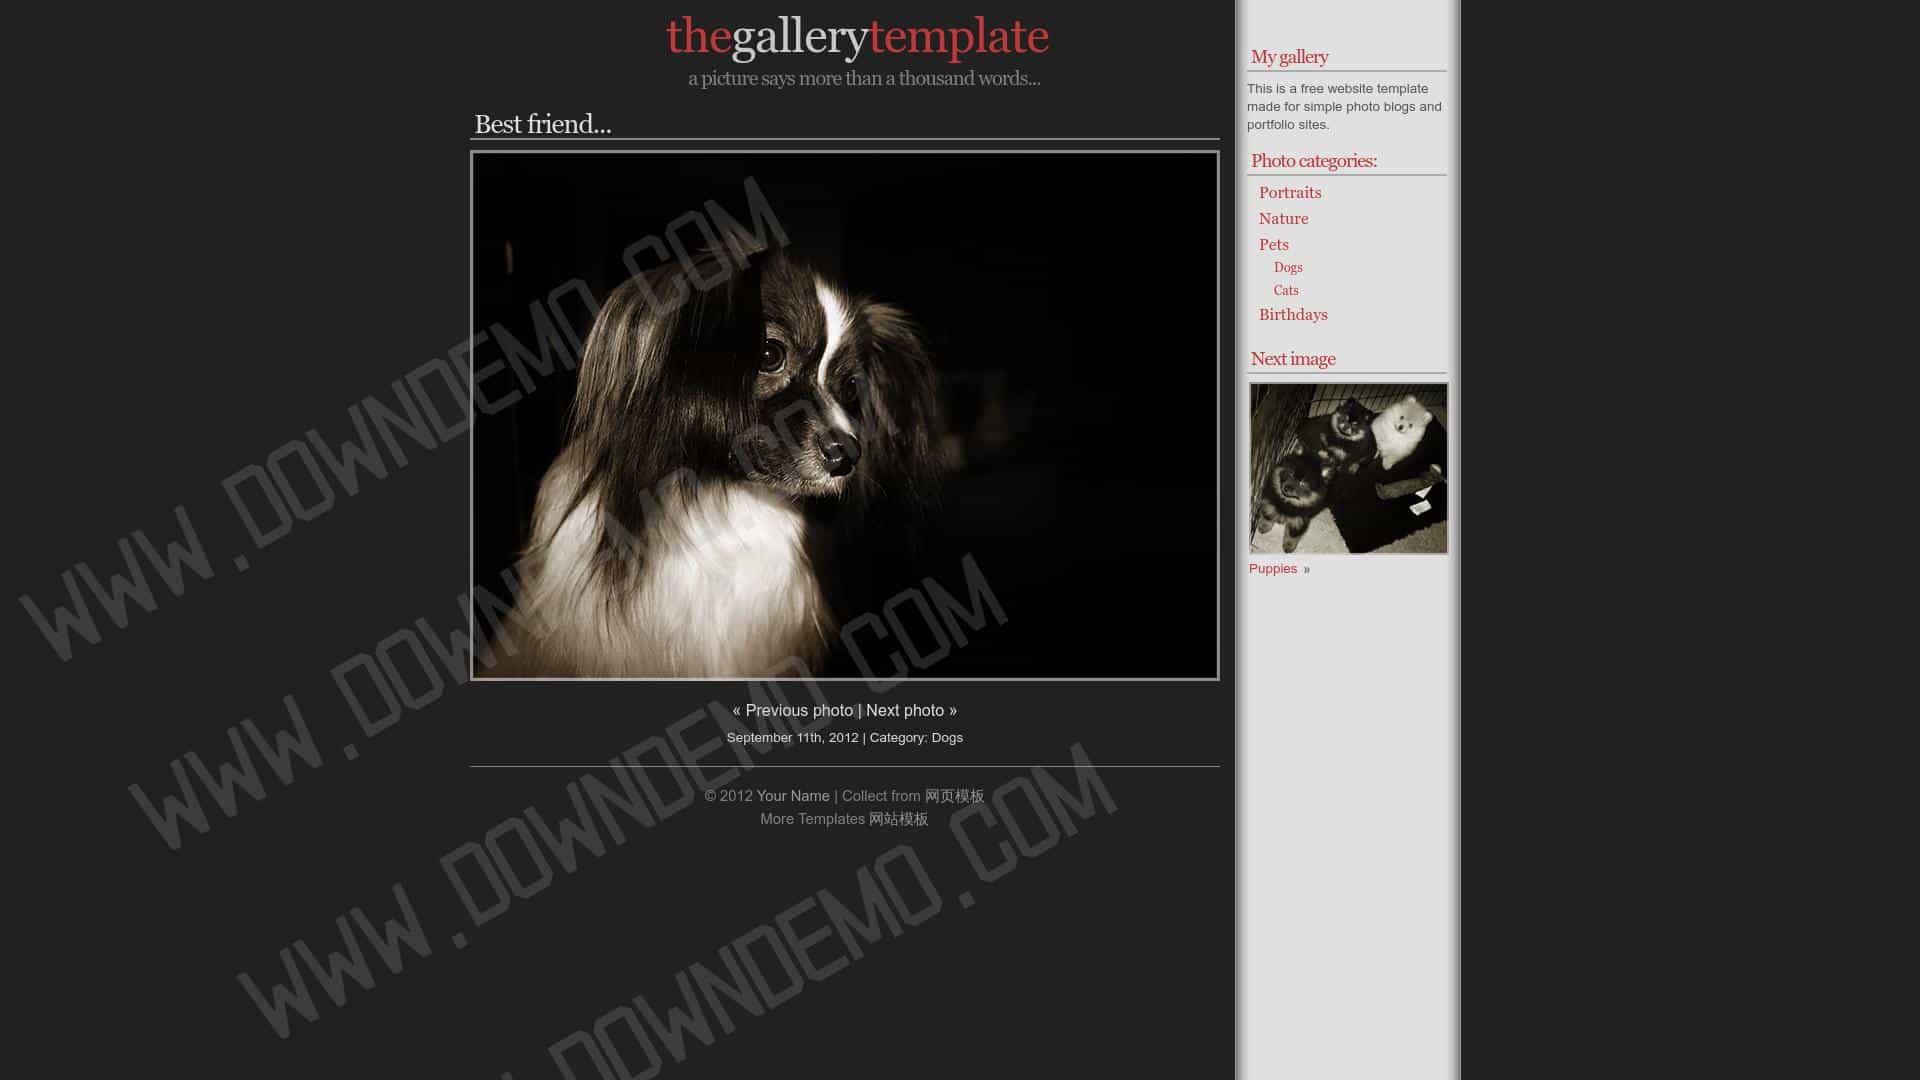 thegallerytemplate
a picture says more than a thousand words...
Best friend...
« Previous photo | Next photo »
September 11th, 2012 | Category: Dogs
© 2012 Your Name | Collect from 网页模板
More Templates 网站模板
My gallery
This is a free website template
made for simple photo blogs and
portfolio sites.
Photo categories:
Portraits
Nature
Pets
Dogs
Cats
Birthdays
Next image
Puppies »
WWW.DOWNDEMO.COM
WWW.DOWNDEMO.COM
WWW.DOWNDEMO.COM
DOWNDEMO.COM